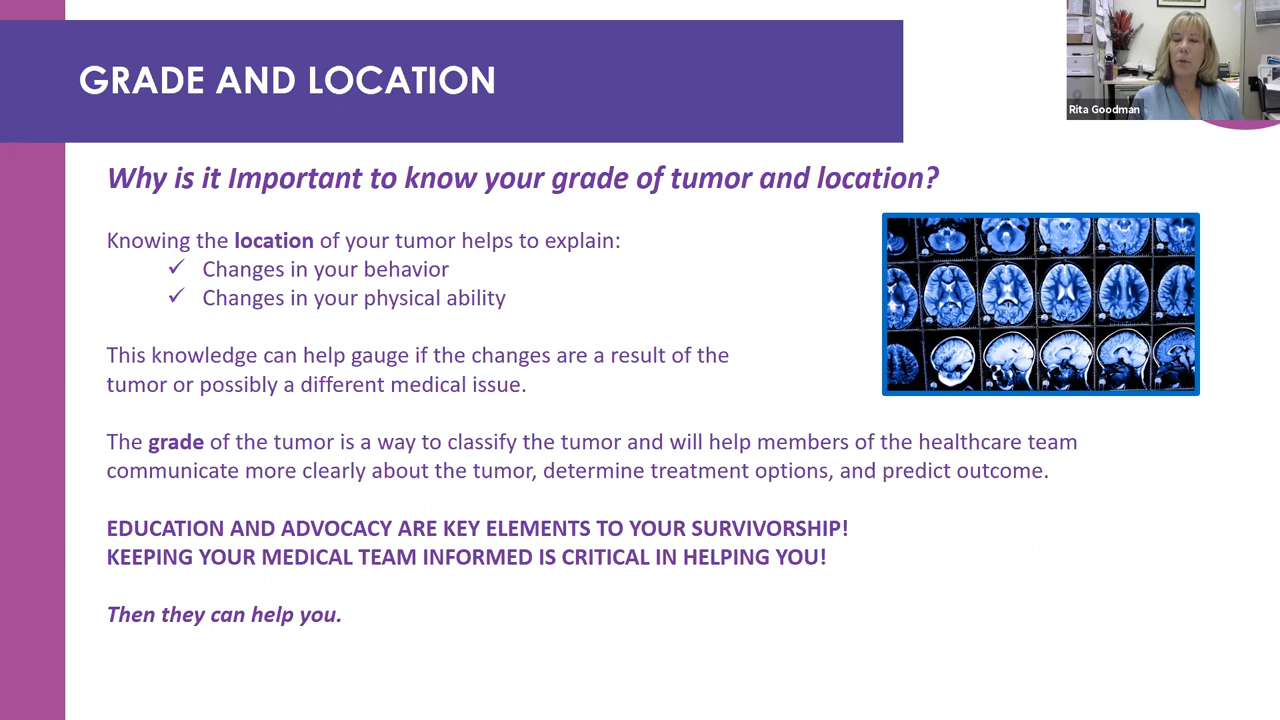 GRADE AND LOCATION
Rita Goodman
Why is it Important to know your grade of tumor and location?
Knowing the location of your tumor helps to explain:
✓ Changes in your behavior
✓ Changes in your physical ability
This knowledge can help gauge if the changes are a result of the
tumor or possibly a different medical issue.
The grade of the tumor is a way to classify the tumor and will help members of the healthcare team
communicate more clearly about the tumor, determine treatment options, and predict outcome.
EDUCATION AND ADVOCACY ARE KEY ELEMENTS TO YOUR SURVIVORSHIP!
KEEPING YOUR MEDICAL TEAM INFORMED IS CRITICAL IN HELPING YOU!
Then they can help you.